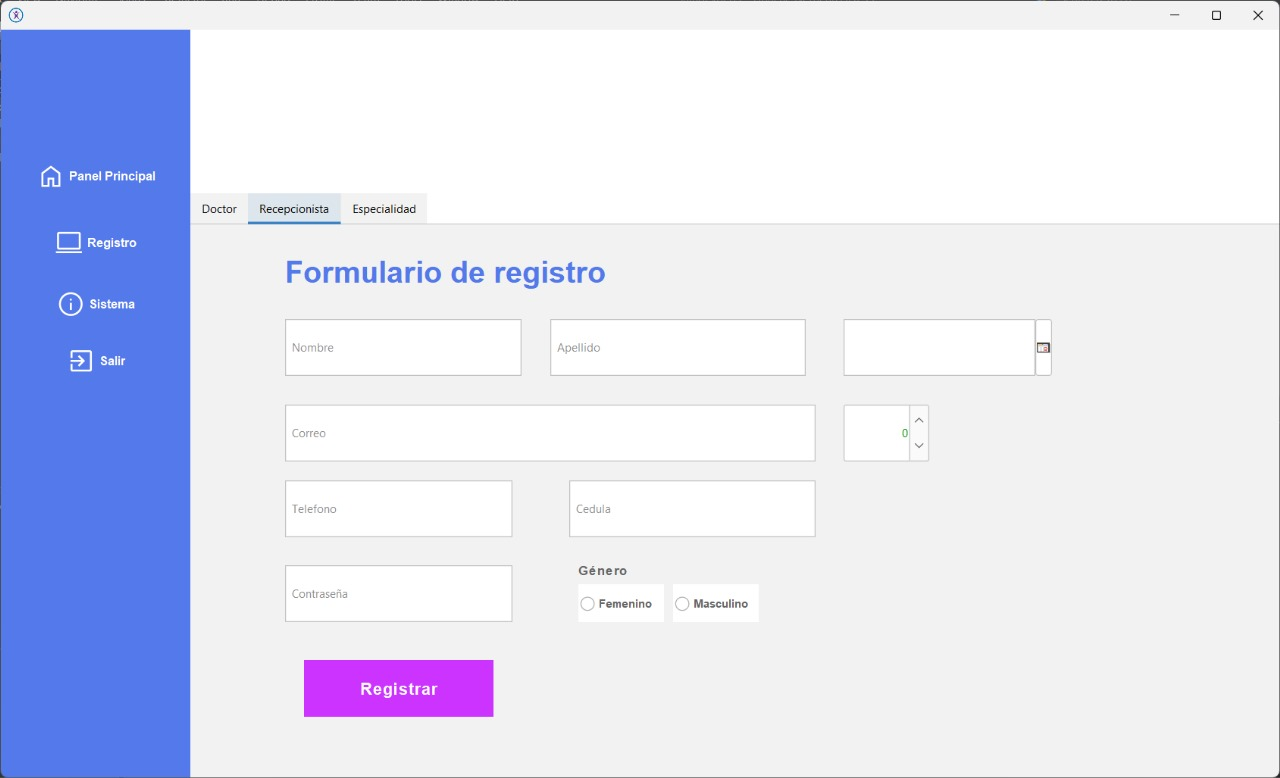 Panel Principal
Registro
Sistema
Salir
Doctor Recepcionista Especialidad
Formulario de registro
Nombre Apellido
Correo 0
Telefono Cedula
Contraseña
Género
Femenino Masculino
Registrar